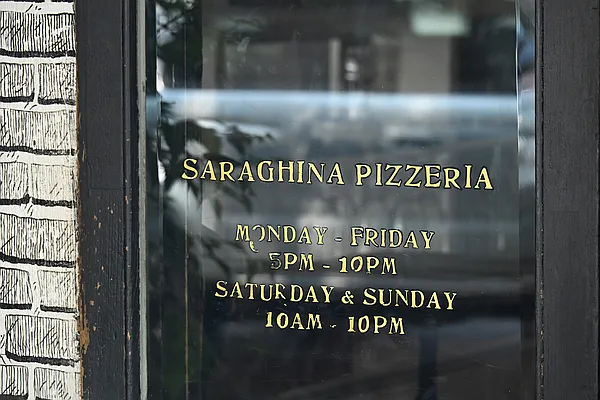 SARAGHINA PIZZERIA
MONDAY - FRIDAY
5PM - 10PM
SATURDAY & SUNDAY
10AM - 10PM